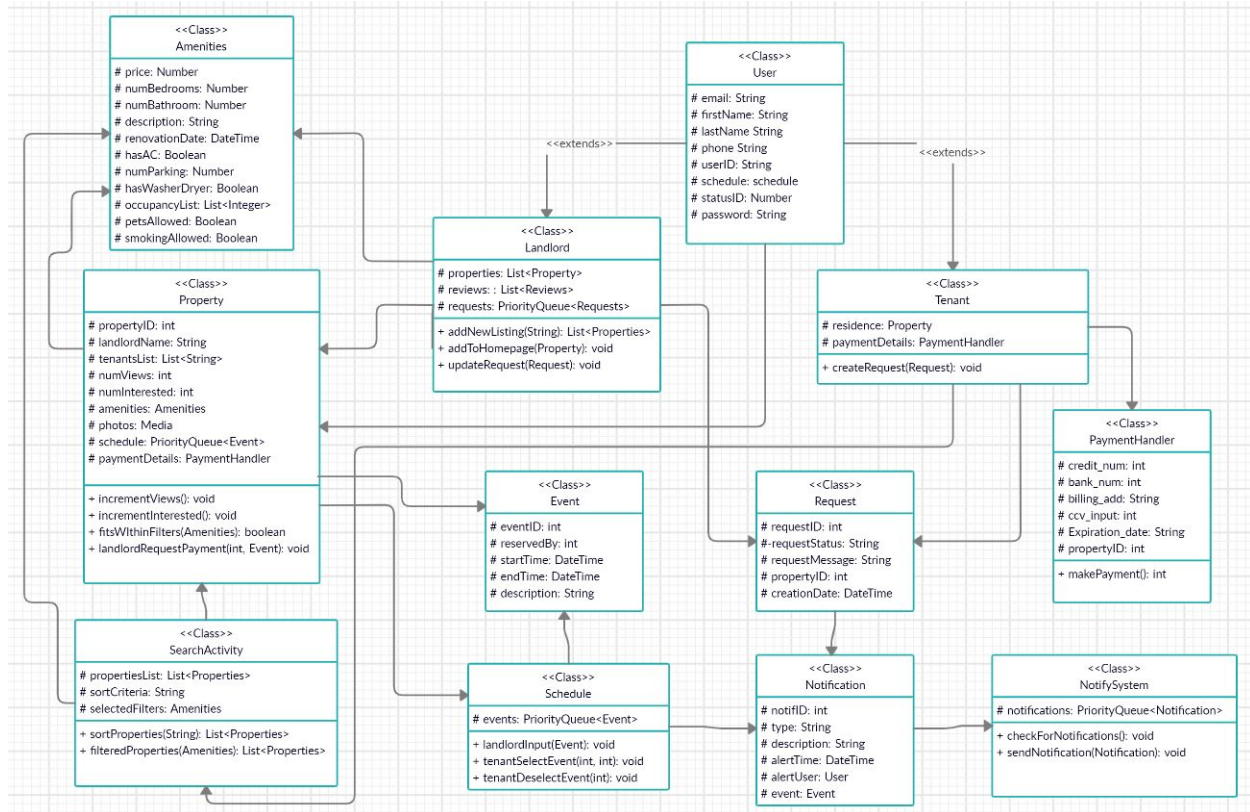 <<Class>>
Amenities
# price: Number
# numBedrooms: Number
# numBathroom: Number
# description: String
# renovationDate: DateTime
# hasAC: Boolean
# numParking: Number
# hasWasherDryer: Boolean
# occupancyList: List<Integer>
# petsAllowed: Boolean
# smokingAllowed: Boolean
<<Class>>
User
# email: String
# firstName: String
# lastName String
# phone String
# userID: String
# schedule: schedule
# statusID: Number
# password: String
<<extends>>
<<extends>>
<<Class>>
Landlord
# properties: List<Property>
# reviews: : List<Reviews>
# requests: PriorityQueue<Requests>
+ addNewListing(String): List<Properties>
+ addToHomepage(Property): void
+ updateRequest(Request): void
<<Class>>
Property
# propertyID: int
# landlordName: String
# tenantsList: List<String>
# numViews: int
# numInterested: int
# amenities: Amenities
# photos: Media
# schedule: PriorityQueue<Event>
# paymentDetails: PaymentHandler
+ incrementViews(): void
+ incrementInterested(): void
+ fitsWIthinFilters(Amenities): boolean
+ landlordRequestPayment(int, Event): void
<<Class>>
Tenant
# residence: Property
# paymentDetails: PaymentHandler
+ createRequest(Request): void
<<Class>>
PaymentHandler
# credit_num: int
# bank_num: int
# billing_add: String
# ccv_input: int
# Expiration_date: String
# propertyID: int
+ makePayment(): int
<<Class>>
Event
# eventID: int
# reservedBy: int
# startTime: DateTime
# endTime: DateTime
# description: String
<<Class>>
Request
# requestID: int
#-requestStatus: String
# requestMessage: String
# propertyID: int
# creationDate: DateTime
<<Class>>
SearchActivity
# propertiesList: List<Properties>
# sortCriteria: String
# selectedFilters: Amenities
+ sortProperties(String): List<Properties>
+ filteredProperties(Amenities): List<Properties>
<<Class>>
Schedule
# events: PriorityQueue<Event>
+ landlordInput(Event): void
+ tenantSelectEvent(int, int): void
+ tenantDeselectEvent(int): void
<<Class>>
Notification
# notifID: int
# type: String
# description: String
# alertTime: DateTime
# alertUser: User
# event: Event
<<Class>>
NotifySystem
# notifications: PriorityQueue<Notification>
+ checkForNotifications(): void
+ sendNotification(Notification): void